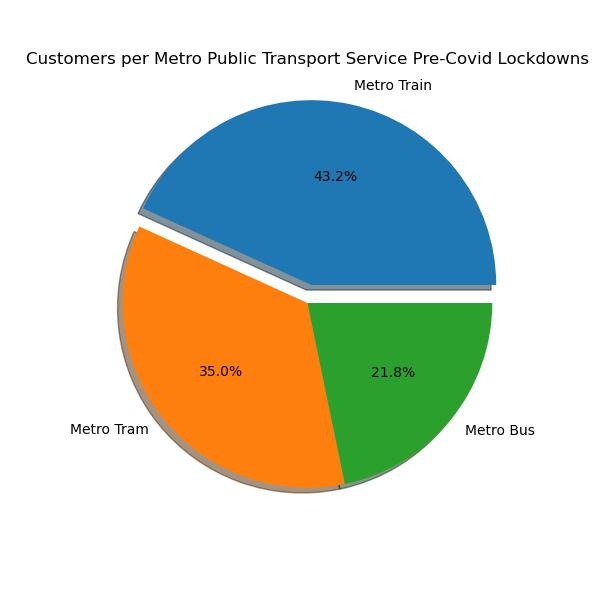 Customers per Metro Public Transport Service Pre-Covid Lockdowns
Metro Train
43.2%
35.0%
21.8%
Metro Tram
Metro Bus